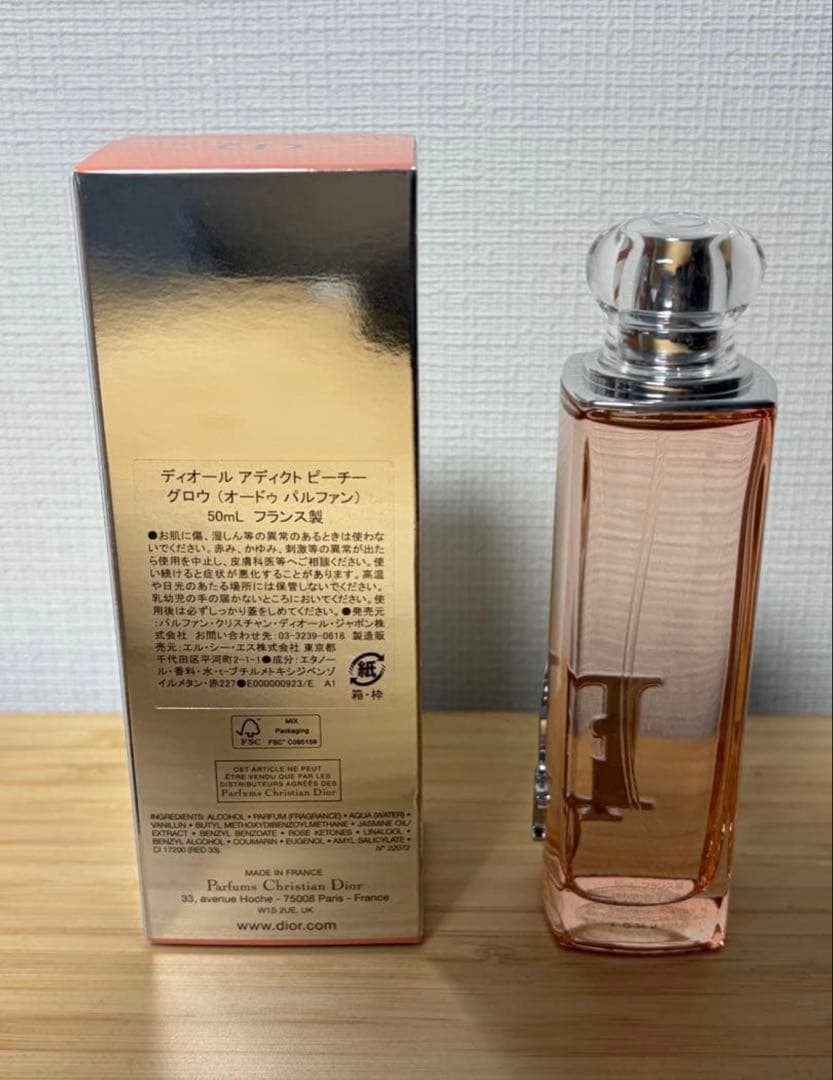 ディオール アディクト ピーチー
グロウ（オードゥ パルファン）
50mL フランス製
●お肌に傷、湿しん等の異常のあるときは使わな
いでください。赤み、かゆみ、刺激等の異常が出た
ら使用を中止し、皮膚科医等へご相談ください。使
い続けると症状が悪化することがあります。高温
や日光のあたる場所には保管しないでください。
乳幼児の手の届かないところにおいてください。使
用後は必ずしっかり蓋をしめてください。●発売元
：パルファン・クリスチャン・ディオール・ジャポン株
式会社 お問い合わせ先：03-3239-0618 製造販
売元：エル・シー・エス株式会社 東京都
千代田区平河町2-1-1●成分：エタノー
ル・香料・水・t-ブチルメトキシジベンゾ
イルメタン・赤227●E000000923/E A1
紙
箱・枠
FSC
MIX
Packaging
FSC® C095159
CET ARTICLE NE PEUT
ÊTRE VENDU QUE PAR LES
DISTRIBUTEURS AGRÉÉS DES
Parfums Christian Dior
INGREDIENTS: ALCOHOL • PARFUM (FRAGRANCE) • AQUA (WATER) •
VANILLIN • BUTYL METHOXYDIBENZOYLMETHANE • JASMINE OIL/
EXTRACT • BENZYL BENZOATE • ROSE KETONES • LINALOOL •
BENZYL ALCOHOL • COUMARIN • EUGENOL • AMYL SALICYLATE •
CI 17200 (RED 33). N° 22072
MADE IN FRANCE
Parfums Christian Dior
33, avenue Hoche - 75008 Paris - France
W1S 2UE, UK
www.dior.com